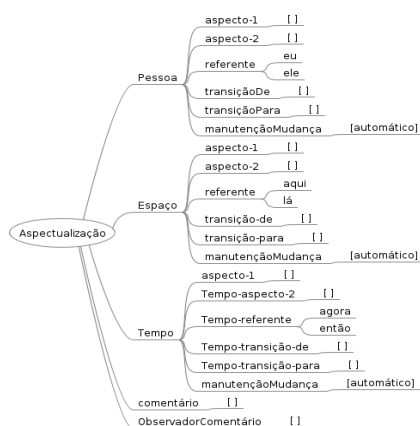 Aspectualização
Pessoa
aspecto-1 [ ]
aspecto-2 [ ]
referente
eu
ele
transiçãoDe [ ]
transiçãoPara [ ]
manutençãoMudança [automático]
Espaço
aspecto-1 [ ]
aspecto-2 [ ]
referente
aqui
lá
transição-de [ ]
transição-para [ ]
manutençãoMudança [automático]
Tempo
aspecto-1 [ ]
Tempo-aspecto-2 [ ]
Tempo-referente
agora
então
Tempo-transição-de [ ]
Tempo-transição-para [ ]
manutençãoMudança [automático]
comentário [ ]
ObservadorComentário [ ]